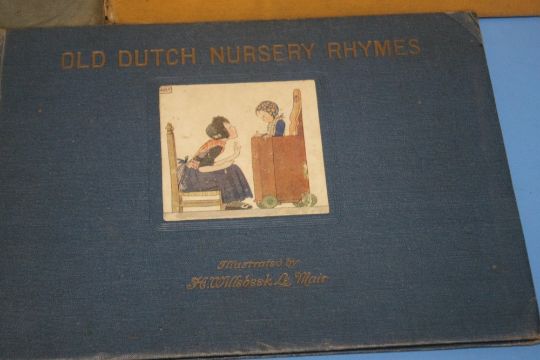 OLD DUTCH NURSERY RHYMES
Illustrated by
H. Willebeek Le Mair